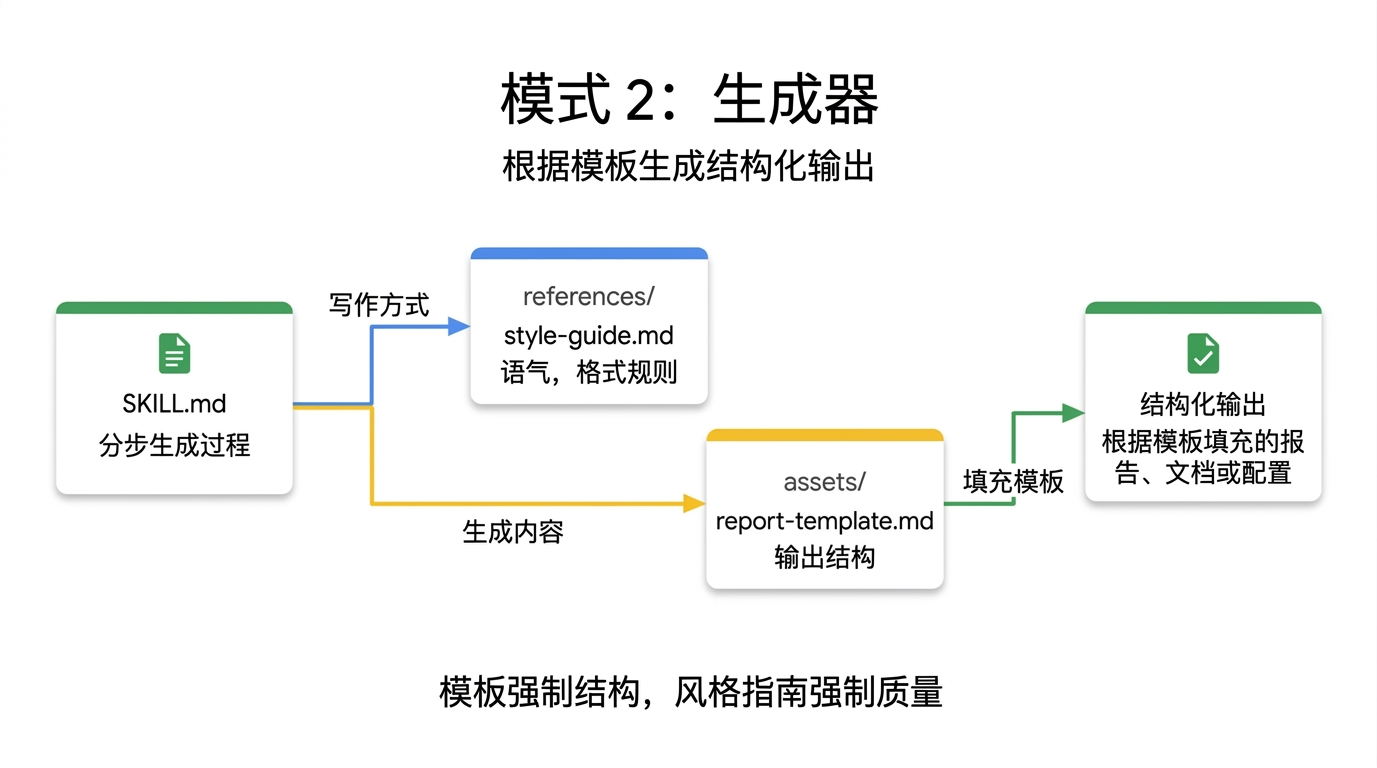 模式 2：生成器
根据模板生成结构化输出
SKILL.md
分步生成过程
写作方式
references/
style-guide.md
语气，格式规则
生成内容
assets/
report-template.md
输出结构
填充模板
结构化输出
根据模板填充的报
告、文档或配置
模板强制结构，风格指南强制质量